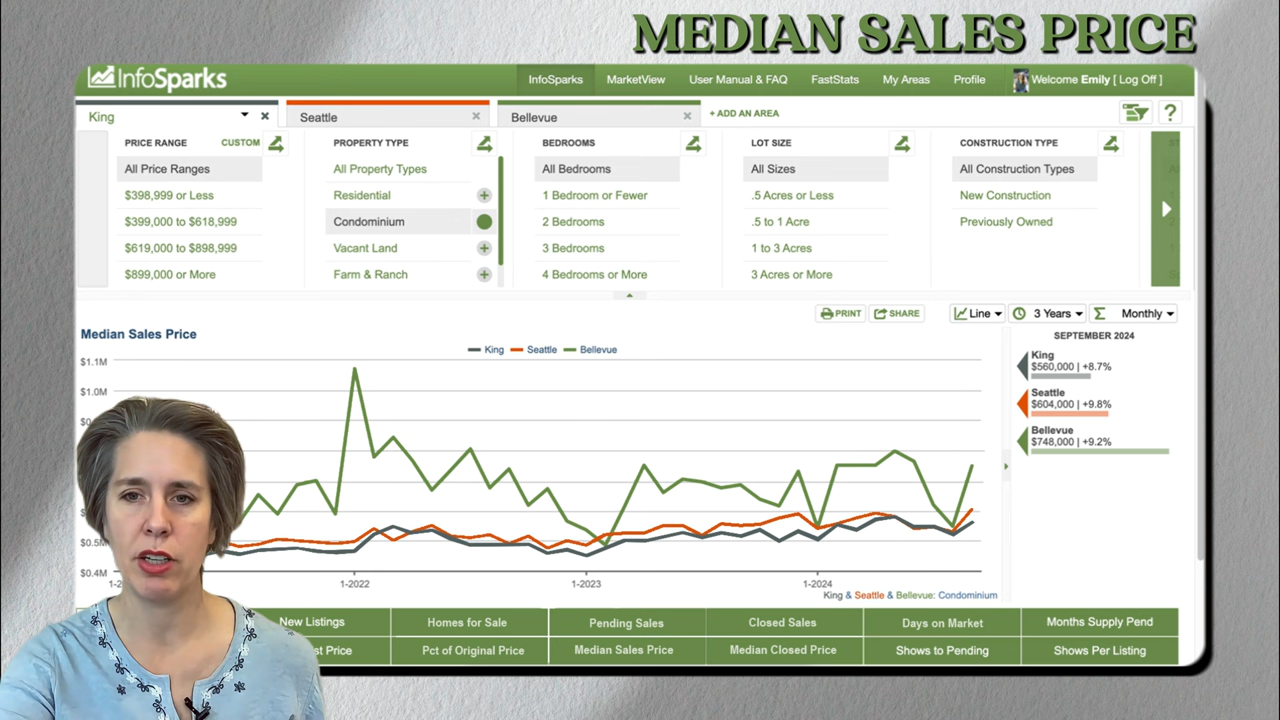 MEDIAN SALES PRICE
InfoSparks
InfoSparks MarketView User Manual & FAQ FastStats My Areas Profile Welcome Emily [ Log Off ]
King Seattle Bellevue + ADD AN AREA ?
PRICE RANGE CUSTOM PROPERTY TYPE BEDROOMS LOT SIZE CONSTRUCTION TYPE
All Price Ranges All Property Types All Bedrooms All Sizes All Construction Types
$398,999 or Less Residential 1 Bedroom or Fewer .5 Acres or Less New Construction
$399,000 to $618,999 Condominium 2 Bedrooms .5 to 1 Acre Previously Owned
$619,000 to $898,999 Vacant Land 3 Bedrooms 1 to 3 Acres
$899,000 or More Farm & Ranch 4 Bedrooms or More 3 Acres or More
PRINT SHARE Line 3 Years Σ Monthly
Median Sales Price
SEPTEMBER 2024
King Seattle Bellevue
King
$560,000 | +8.7%
Seattle
$604,000 | +9.8%
Bellevue
$748,000 | +9.2%
$1.1M
$1.0M
$0.4M
1-2022 1-2023 1-2024
King & Seattle & Bellevue: Condominium
New Listings Homes for Sale Pending Sales Closed Sales Days on Market Months Supply Pend
Price Pct of Original Price Median Sales Price Median Closed Price Shows to Pending Shows Per Listing